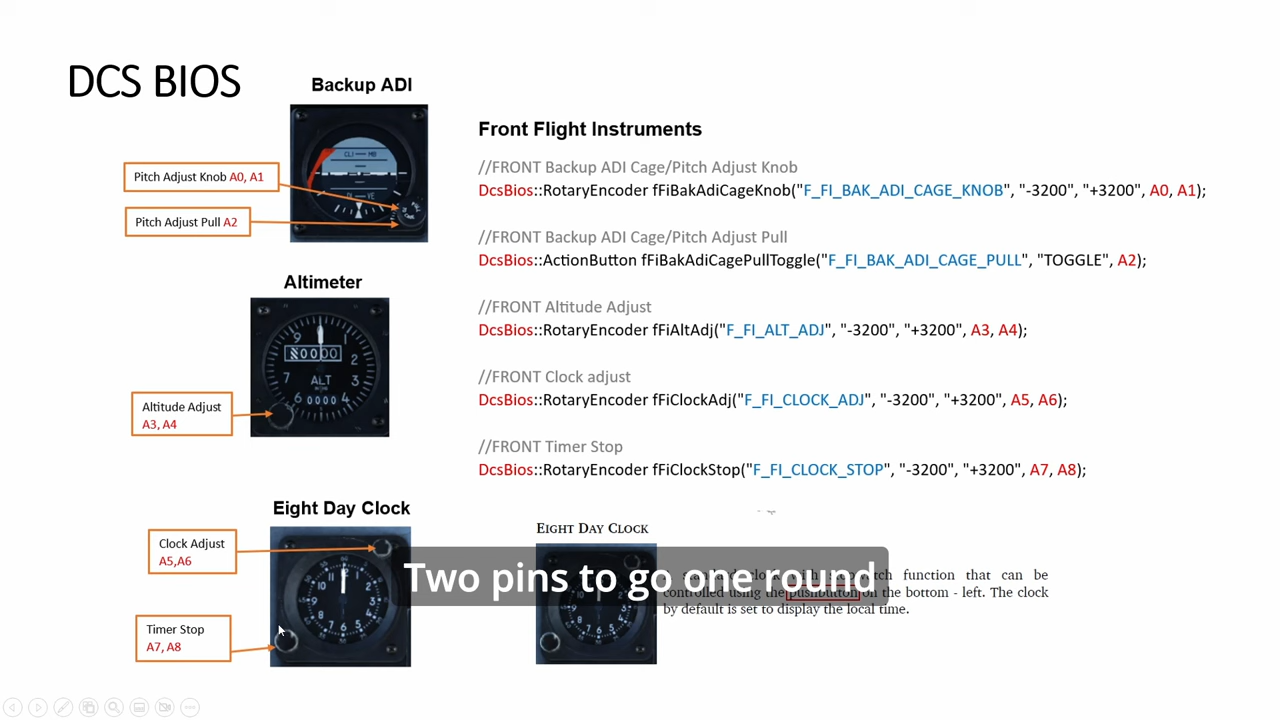 DCS BIOS
Backup ADI
Pitch Adjust Knob A0, A1
Pitch Adjust Pull A2
Altimeter
Altitude Adjust
A3, A4
Eight Day Clock
Clock Adjust
A5,A6
Timer Stop
A7, A8
Front Flight Instruments
//FRONT Backup ADI Cage/Pitch Adjust Knob
DcsBios::RotaryEncoder fFiBakAdiCageKnob("F_FI_BAK_ADI_CAGE_KNOB", "-3200", "+3200", A0, A1);
//FRONT Backup ADI Cage/Pitch Adjust Pull
DcsBios::ActionButton fFiBakAdiCagePullToggle("F_FI_BAK_ADI_CAGE_PULL", "TOGGLE", A2);
//FRONT Altitude Adjust
DcsBios::RotaryEncoder fFiAltAdj("F_FI_ALT_ADJ", "-3200", "+3200", A3, A4);
//FRONT Clock adjust
DcsBios::RotaryEncoder fFiClockAdj("F_FI_CLOCK_ADJ", "-3200", "+3200", A5, A6);
//FRONT Timer Stop
DcsBios::RotaryEncoder fFiClockStop("F_FI_CLOCK_STOP", "-3200", "+3200", A7, A8);
EIGHT DAY CLOCK
function that can be
controlled using the pushbutton on the bottom - left. The clock
by default is set to display the local time.
Two pins to go one round